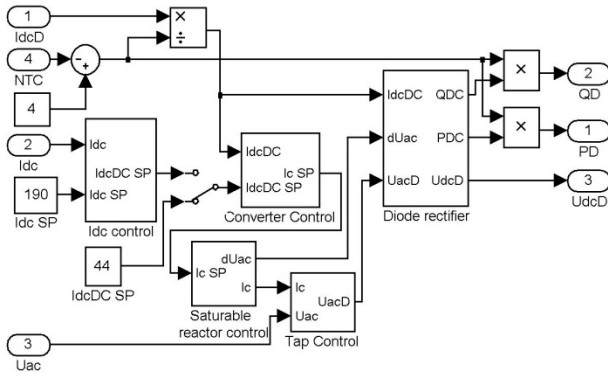 1
IdcD
×
÷
4
NTC
-
+
4
2
Idc
190
Idc SP
Idc
IdcDC SP
Idc SP
Idc control
44
IdcDC SP
IdcDC
Ic SP
IdcDC SP
Converter Control
dUac
Ic SP
Ic
Saturable
reactor control
Ic
UacD
Uac
Tap Control
3
Uac
IdcDC
QDC
dUac
PDC
UacD
UdcD
Diode rectifier
×
2
QD
×
1
PD
3
UdcD